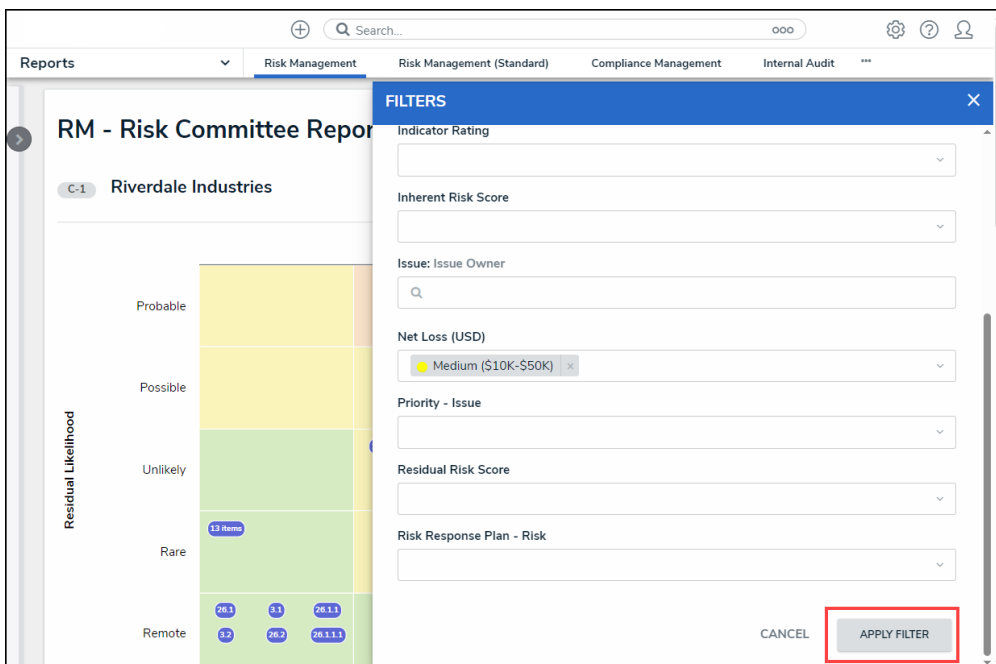 Search...
Reports
Risk Management
Risk Management (Standard)
Compliance Management
Internal Audit
FILTERS
RM - Risk Committee Repor
C-1
Riverdale Industries
Indicator Rating
Inherent Risk Score
Issue: Issue Owner
Net Loss (USD)
Medium ($10K-$50K)
Priority - Issue
Residual Risk Score
Risk Response Plan - Risk
CANCEL
APPLY FILTER
Residual Likelihood
Probable
Possible
Unlikely
Rare
13 items
Remote
26.1
3.1
26.1.1
3.2
26.2
26.1.1.1